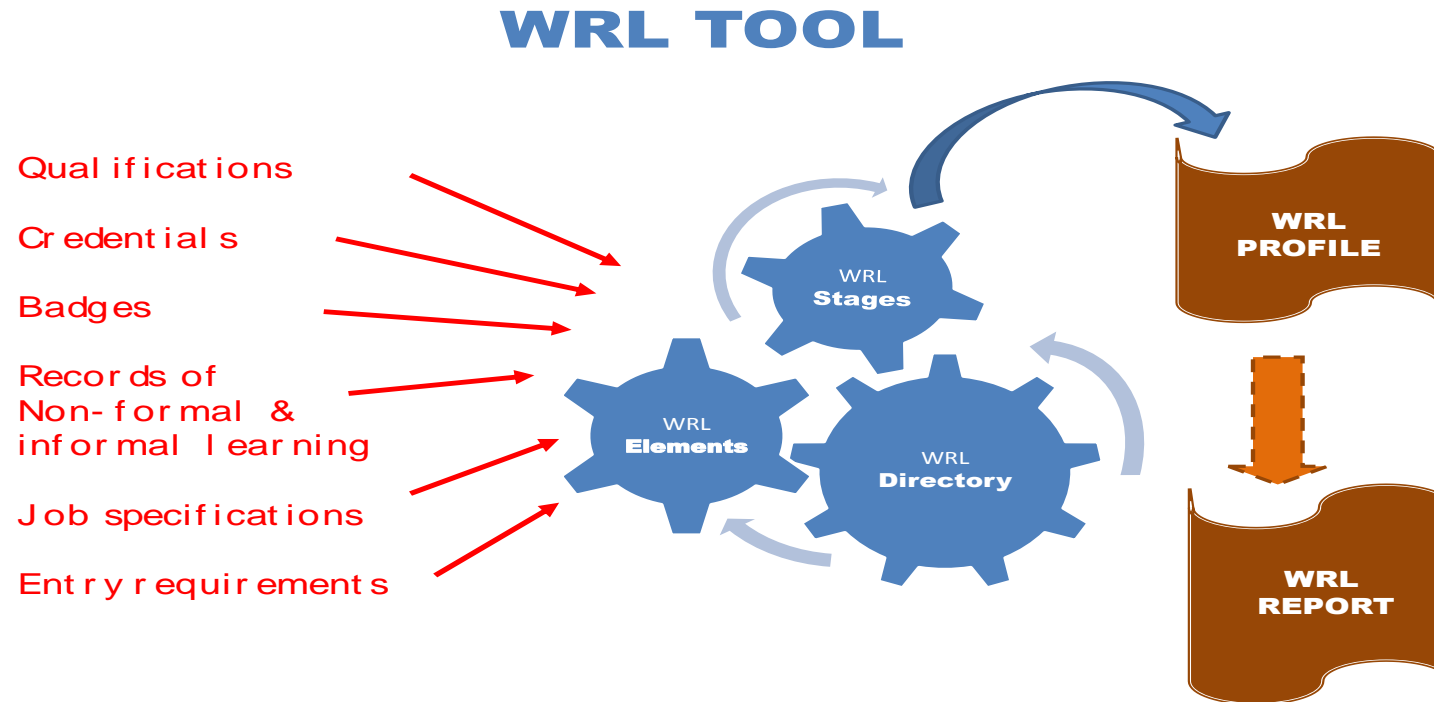 WRL TOOL
Qualifications
Credentials
Badges
Records of
Non-formal &
informal learning
Job specifications
Entry requirements
WRL
Stages
WRL
Elements
WRL
Directory
WRL
PROFILE
WRL
REPORT